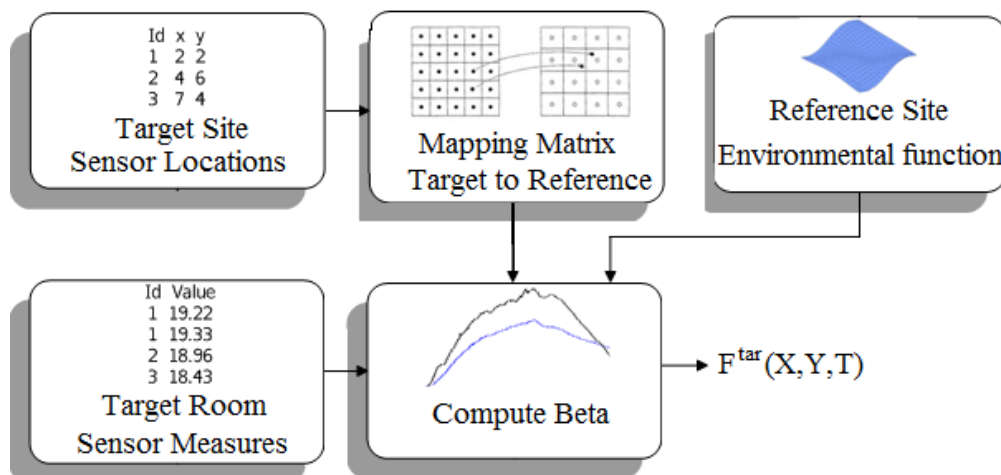 Id x y
1 2 2
2 4 6
3 7 4
Target Site
Sensor Locations
Mapping Matrix
Target to Reference
Reference Site
Environmental function
Id Value
1 19.22
1 19.33
2 18.96
3 18.43
Target Room
Sensor Measures
Compute Beta
F^tar(X,Y,T)